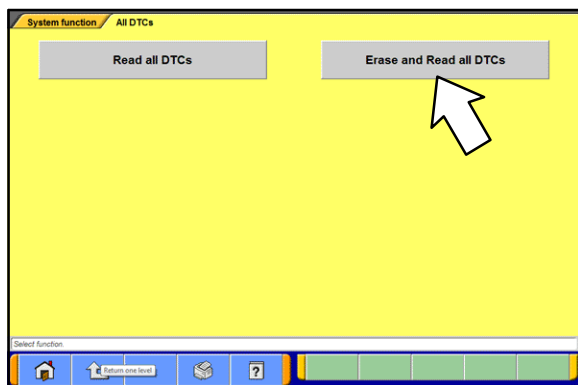 System function All DTCs
Read all DTCs
Erase and Read all DTCs
Select function.
Return one level
?